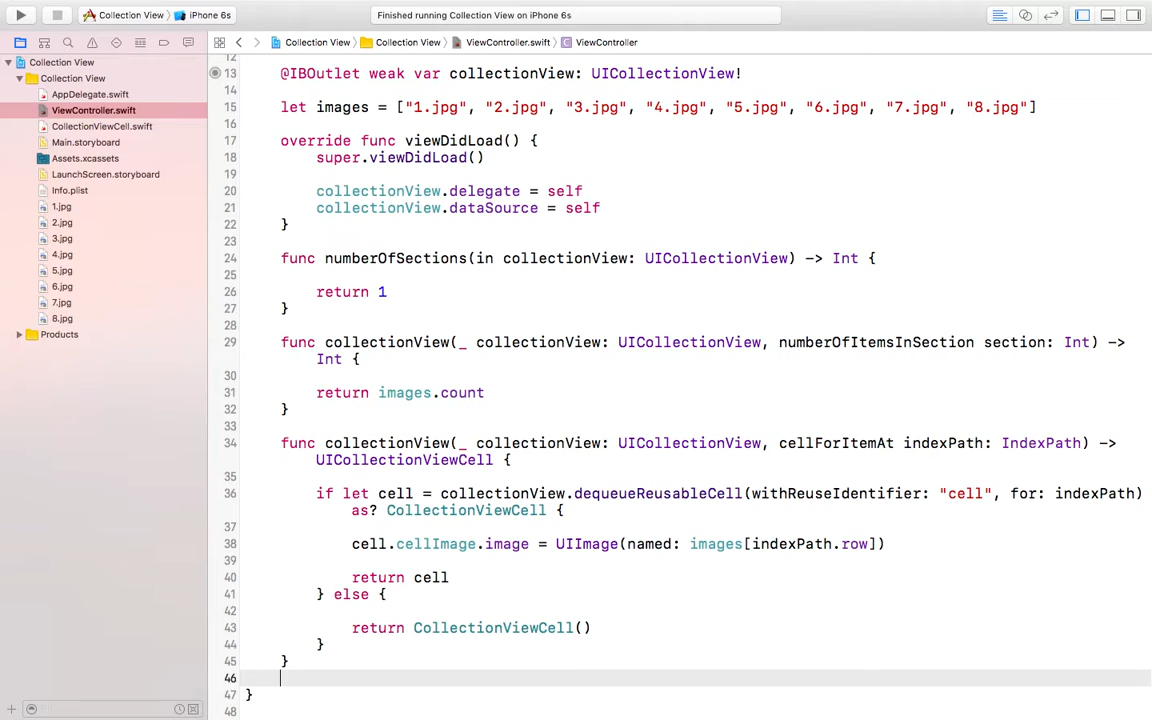 Collection View > iPhone 6s
Finished running Collection View on iPhone 6s
Collection View > Collection View > ViewController.swift > C ViewController
Collection View
Collection View
AppDelegate.swift
ViewController.swift
CollectionViewCell.swift
Main.storyboard
Assets.xcassets
LaunchScreen.storyboard
Info.plist
1.jpg
2.jpg
3.jpg
4.jpg
5.jpg
6.jpg
7.jpg
8.jpg
Products
12
13 @IBOutlet weak var collectionView: UICollectionView!
14
15 let images = ["1.jpg", "2.jpg", "3.jpg", "4.jpg", "5.jpg", "6.jpg", "7.jpg", "8.jpg"]
16
17 override func viewDidLoad() {
18 super.viewDidLoad()
19
20 collectionView.delegate = self
21 collectionView.dataSource = self
22 }
23
24 func numberOfSections(in collectionView: UICollectionView) -> Int {
25
26 return 1
27 }
28
29 func collectionView(_ collectionView: UICollectionView, numberOfItemsInSection section: Int) ->
Int {
30
31 return images.count
32 }
33
34 func collectionView(_ collectionView: UICollectionView, cellForItemAt indexPath: IndexPath) ->
UICollectionViewCell {
35
36 if let cell = collectionView.dequeueReusableCell(withReuseIdentifier: "cell", for: indexPath)
as? CollectionViewCell {
37
38 cell.cellImage.image = UIImage(named: images[indexPath.row])
39
40 return cell
41 } else {
42
43 return CollectionViewCell()
44 }
45 }
46
47 }
48